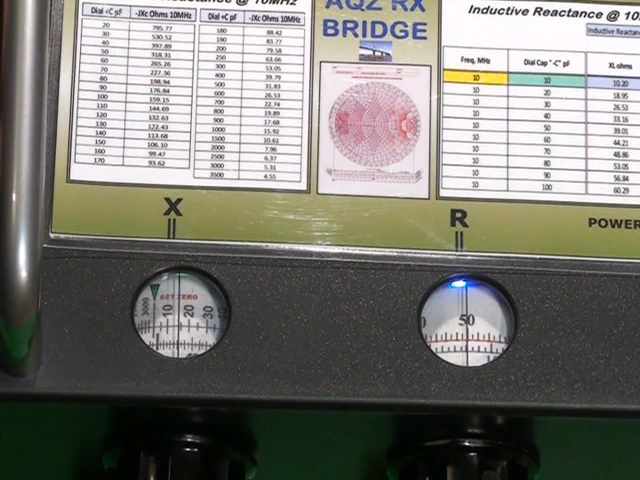 -JXc Reactance @ 10MHz
Dial +C pF -JXc Ohms 10MHz
20 795.77
30 530.52
40 397.89
50 318.31
60 265.26
70 227.36
80 198.94
90 176.84
100 159.15
110 144.69
120 132.63
130 122.43
140 113.68
150 106.10
160 99.47
170 93.62
Dial +C pF -JXc Ohms 10MHz
180 88.42
190 83.77
200 79.58
250 63.66
300 53.05
400 39.79
500 31.83
600 26.53
700 22.74
800 19.89
900 17.68
1000 15.92
1500 10.61
2000 7.96
2500 6.37
3000 5.31
3500 4.55
AQZ RX
BRIDGE
Inductive Reactance @ 10
Inductive Reactanc
Freq. MHz Dial Cap "-C" pF XL ohms
10 10 10.20
10 20 18.95
10 30 26.53
10 40 33.16
10 50 39.01
10 60 44.21
10 70 48.86
10 80 53.05
10 90 56.84
10 100 60.29
X
R
POWER
3000 SET ZERO
10 20 30
50